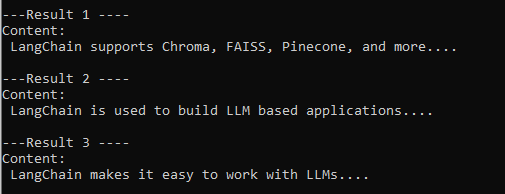 ---Result 1 ----
Content:
 LangChain supports Chroma, FAISS, Pinecone, and more....
---Result 2 ----
Content:
 LangChain is used to build LLM based applications....
---Result 3 ----
Content:
 LangChain makes it easy to work with LLMs....